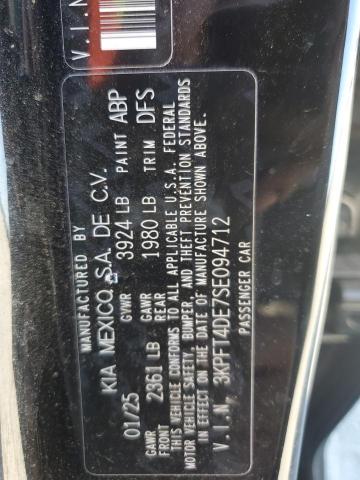 V.I.N
MANUFACTURED BY
KIA MEXICO, S.A. DE C.V.
01/25 GVWR 3924 LB PAINT ABP
GAWR FRONT 2361 LB GAWR REAR 1980 LB TRIM DFS
THIS VEHICLE CONFORMS TO ALL APPLICABLE U.S.A. FEDERAL
MOTOR VEHICLE SAFETY, BUMPER, AND THEFT PREVENTION STANDARDS
IN EFFECT ON THE DATE OF MANUFACTURE SHOWN ABOVE.
V.I.N. 3KPFT4DE7SE094712
PASSENGER CAR